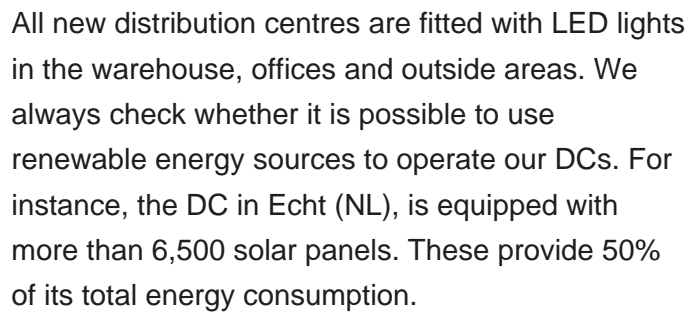 All new distribution centres are fitted with LED lights
in the warehouse, offices and outside areas. We
always check whether it is possible to use
renewable energy sources to operate our DCs. For
instance, the DC in Echt (NL), is equipped with
more than 6,500 solar panels. These provide 50%
of its total energy consumption.